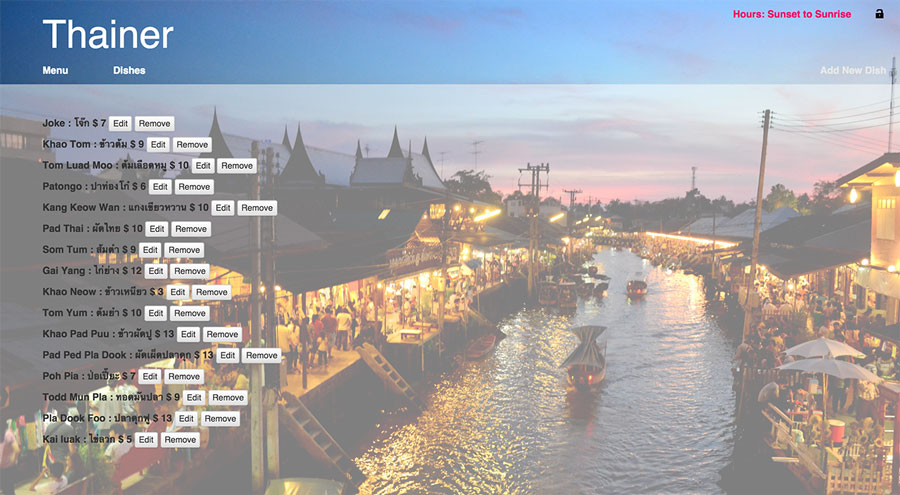 Hours: Sunset to Sunrise
Thainer
Menu Dishes Add New Dish
Joke : โจ๊ก $ 7 Edit Remove
Khao Tom : ข้าวต้ม $ 9 Edit Remove
Tom Luad Moo : ต้มเลือดหมู $ 10 Edit Remove
Patongo : ปาท่องโก๋ $ 6 Edit Remove
Kang Keow Wan : แกงเขียวหวาน $ 10 Edit Remove
Pad Thai : ผัดไทย $ 10 Edit Remove
Som Tum : ส้มตำ $ 9 Edit Remove
Gai Yang : ไก่ย่าง $ 12 Edit Remove
Khao Neow : ข้าวเหนียว $ 3 Edit Remove
Tom Yum : ต้มยำ $ 10 Edit Remove
Khao Pad Puu : ข้าวผัดปู $ 13 Edit Remove
Pad Ped Pla Dook : ผัดเผ็ดปลาดุก $ 13 Edit Remove
Poh Pia : ปอเปี๊ยะ $ 7 Edit Remove
Todd Mun Pla : ทอดมันปลา $ 9 Edit Remove
Pla Dook Foo : ปลาดุกฟู $ 13 Edit Remove
Kai luak : ไข่ลวก $ 5 Edit Remove